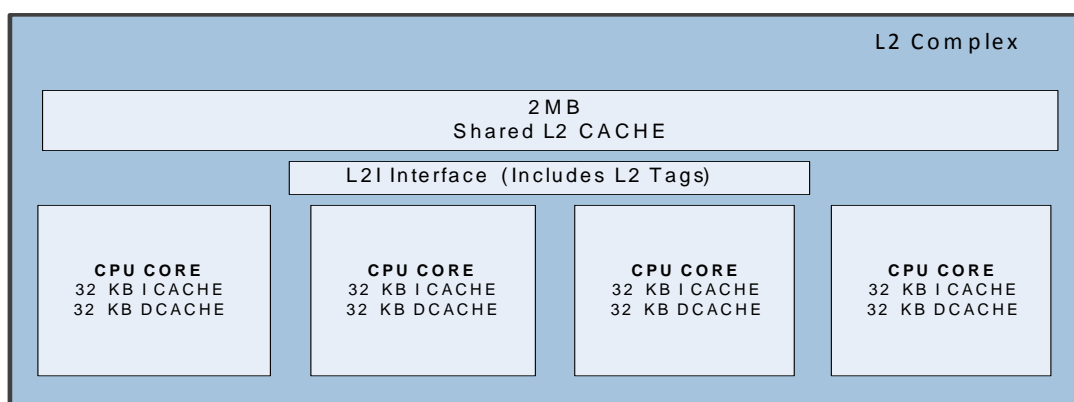 L2 Complex
2MB
Shared L2 CACHE
L2I Interface (Includes L2 Tags)
CPU CORE
32 KB I CACHE
32 KB DCACHE
CPU CORE
32 KB I CACHE
32 KB DCACHE
CPU CORE
32 KB I CACHE
32 KB DCACHE
CPU CORE
32 KB I CACHE
32 KB DCACHE